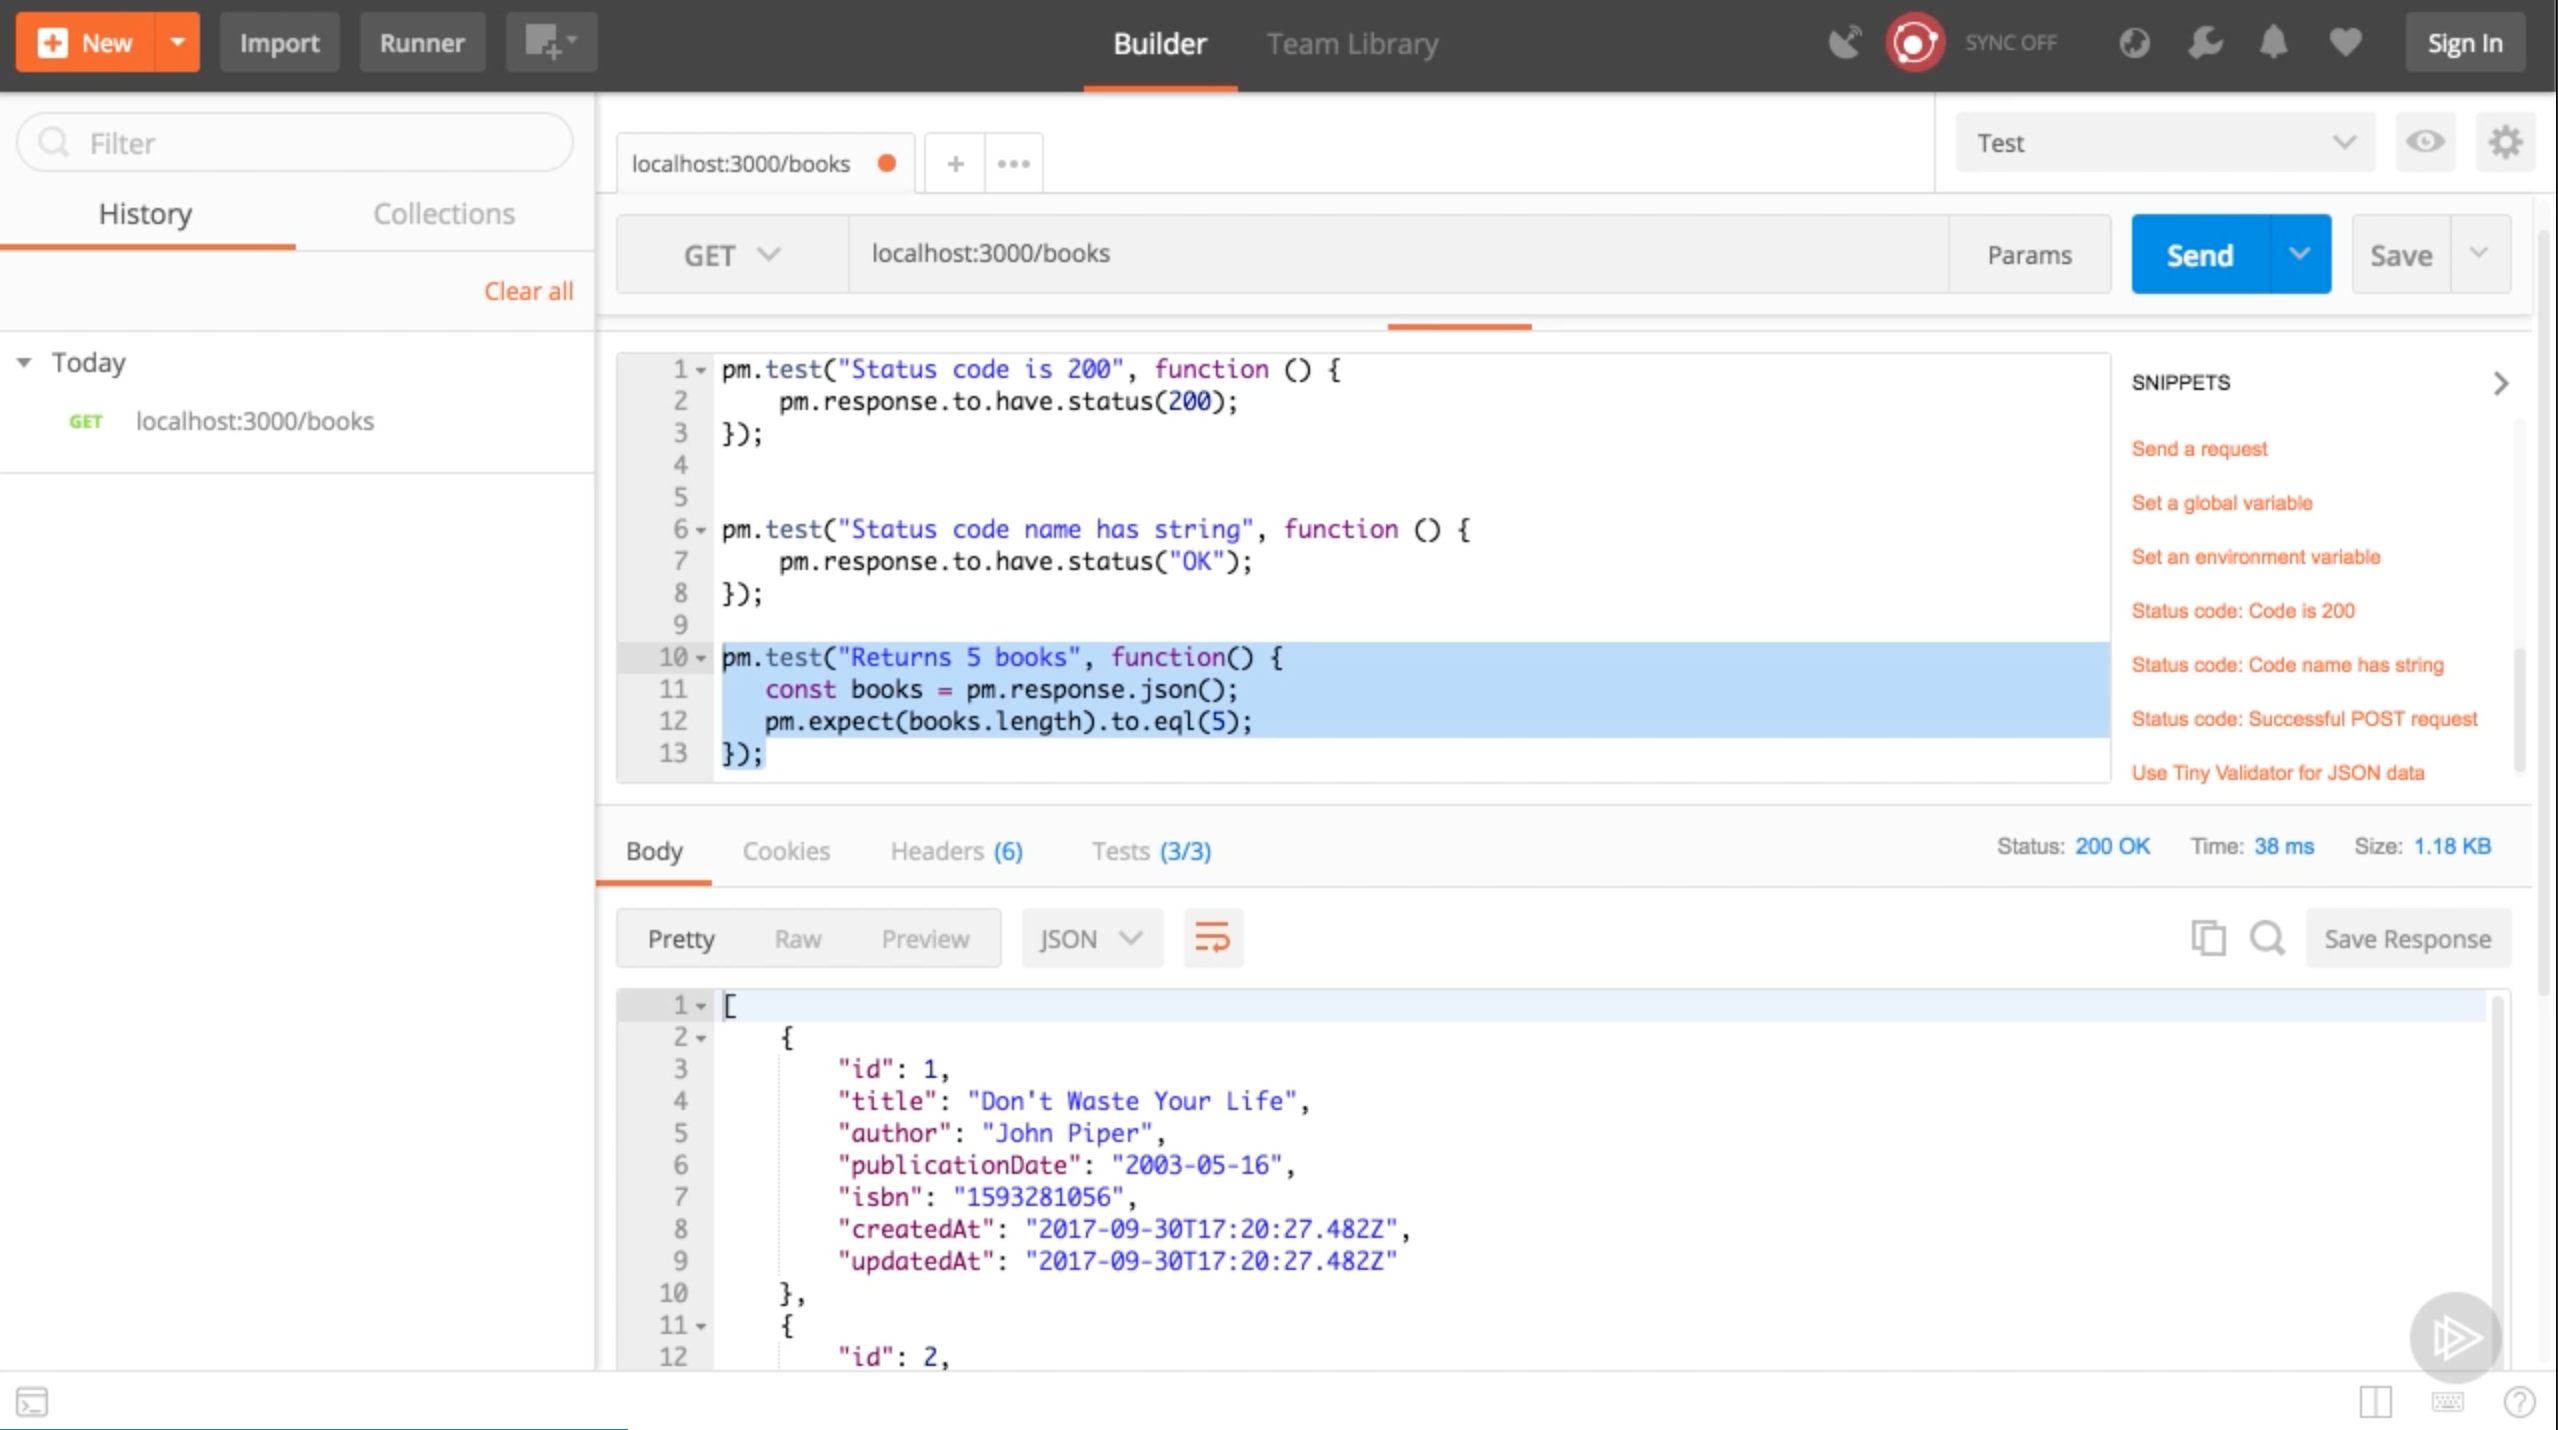 New Import Runner Builder Team Library SYNC OFF Sign In
Filter
History Collections
Clear all
Today
GET localhost:3000/books
localhost:3000/books + •••
Test
GET localhost:3000/books Params Send Save
1 pm.test("Status code is 200", function () {
2 pm.response.to.have.status(200);
3 });
4
5
6 pm.test("Status code name has string", function () {
7 pm.response.to.have.status("OK");
8 });
9
10 pm.test("Returns 5 books", function() {
11 const books = pm.response.json();
12 pm.expect(books.length).to.eql(5);
13 });
SNIPPETS
Send a request
Set a global variable
Set an environment variable
Status code: Code is 200
Status code: Code name has string
Status code: Successful POST request
Use Tiny Validator for JSON data
Body Cookies Headers (6) Tests (3/3) Status: 200 OK Time: 38 ms Size: 1.18 KB
Pretty Raw Preview JSON Save Response
1 [
2 {
3 "id": 1,
4 "title": "Don't Waste Your Life",
5 "author": "John Piper",
6 "publicationDate": "2003-05-16",
7 "isbn": "1593281056",
8 "createdAt": "2017-09-30T17:20:27.482Z",
9 "updatedAt": "2017-09-30T17:20:27.482Z"
10 },
11 {
12 "id": 2,